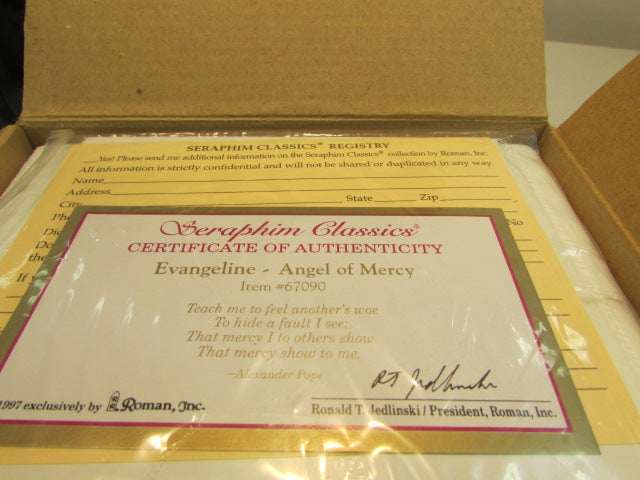 SERAPHIM CLASSICS® REGISTRY
Yes! Please send me additional information on the Seraphim Classics® collection by Roman, Inc.
All information is strictly confidential and will not be shared or duplicated in any way.
Name
Address
City State Zip
No
Seraphim Classics®
CERTIFICATE OF AUTHENTICITY
Evangeline - Angel of Mercy
Item #67090
Teach me to feel another's woe
To hide a fault I see;
That mercy I to others show
That mercy show to me.
~Alexander Pope
1997 exclusively by Roman, Inc.
Ronald T. Jedlinski / President, Roman, Inc.